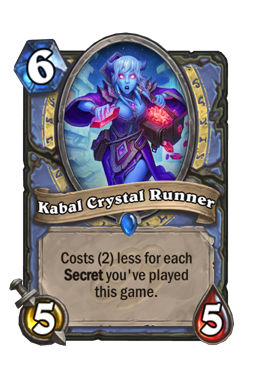 6
Kabal Crystal Runner
Costs (2) less for each
Secret you've played
this game.
5 5